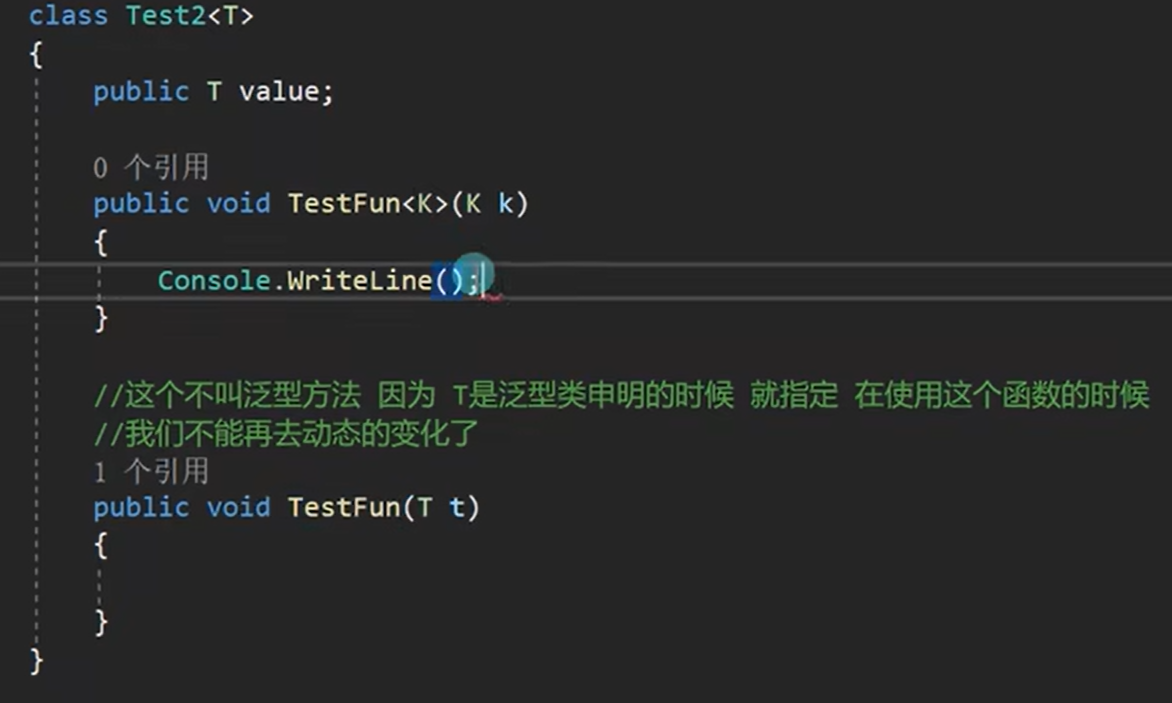 class Test2<T>
{
public T value;
0 个引用
public void TestFun<K>(K k)
{
Console.WriteLine();
}
//这个不叫泛型方法 因为 T是泛型类申明的时候 就指定 在使用这个函数的时候
//我们不能再去动态的变化了
1 个引用
public void TestFun(T t)
{
}
}